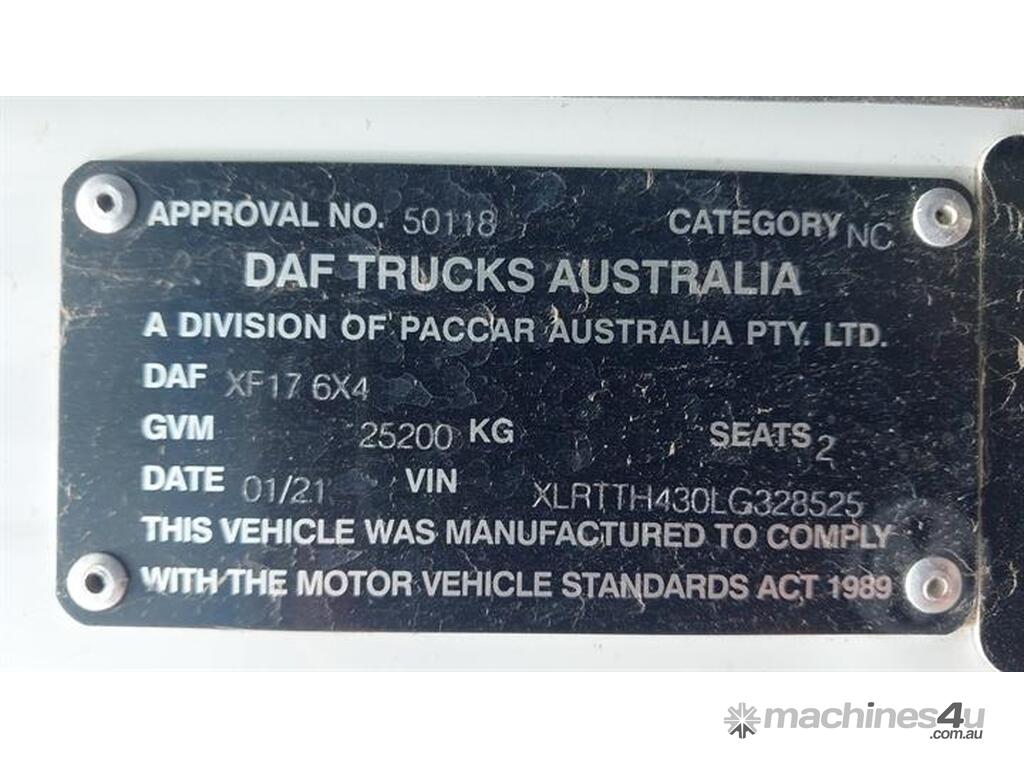 APPROVAL NO. 50118 CATEGORY NC
DAF TRUCKS AUSTRALIA
A DIVISION OF PACCAR AUSTRALIA PTY. LTD.
DAF XF17 6X4
GVM 25200 KG SEATS 2
DATE 01/21 VIN XLRTTH430LG328525
THIS VEHICLE WAS MANUFACTURED TO COMPLY
WITH THE MOTOR VEHICLE STANDARDS ACT 1989
machines4u
.com.au